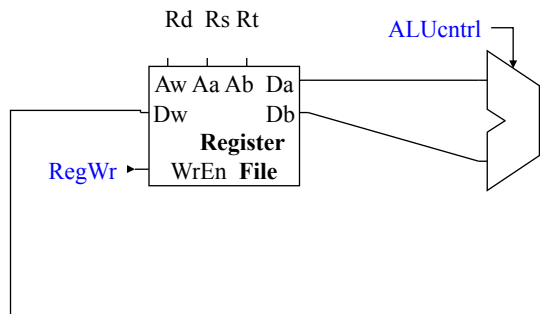 Rd Rs Rt
ALUcntrl
Aw Aa Ab Da
Dw Db
Register
RegWr WrEn File